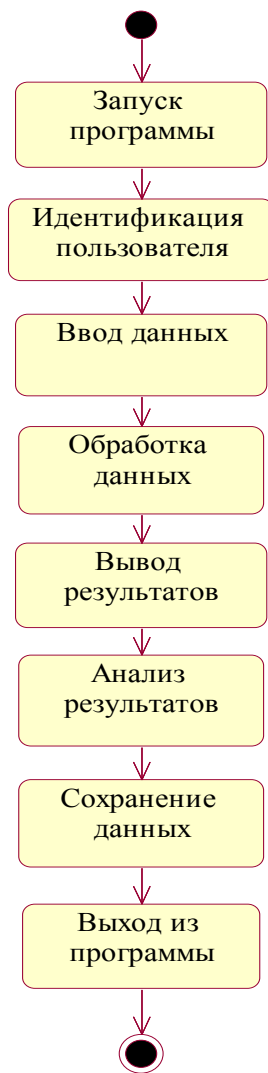 Запуск
программы
Идентификация
пользователя
Ввод данных
Обработка
данных
Вывод
результатов
Анализ
результатов
Сохранение
данных
Выход из
программы